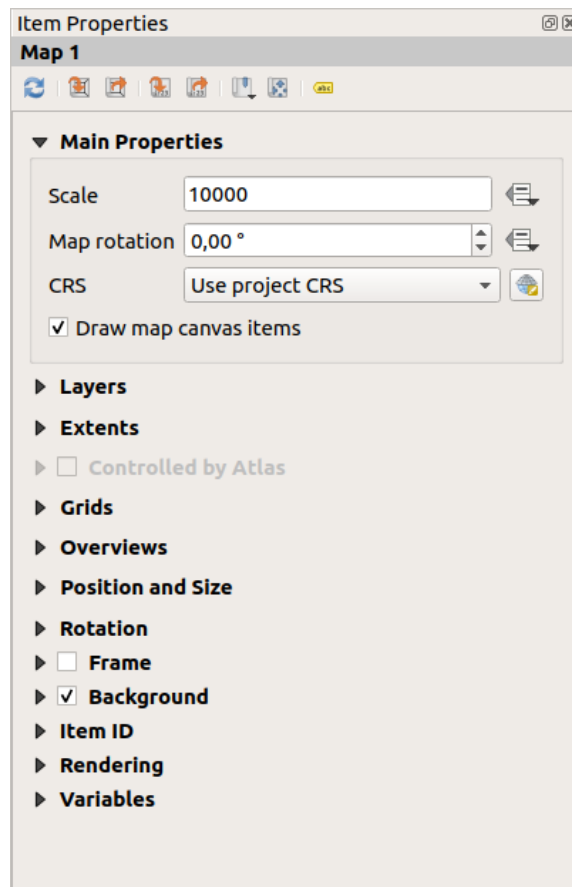 Item Properties
Map 1
abc
Main Properties
Scale 10000
Map rotation 0,00 °
CRS Use project CRS
Draw map canvas items
Layers
Extents
Controlled by Atlas
Grids
Overviews
Position and Size
Rotation
Frame
Background
Item ID
Rendering
Variables